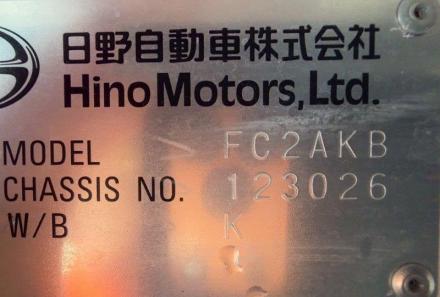 日野自動車株式会社
Hino Motors, Ltd.
MODEL FC2AKB
CHASSIS NO. 123026
W/B K